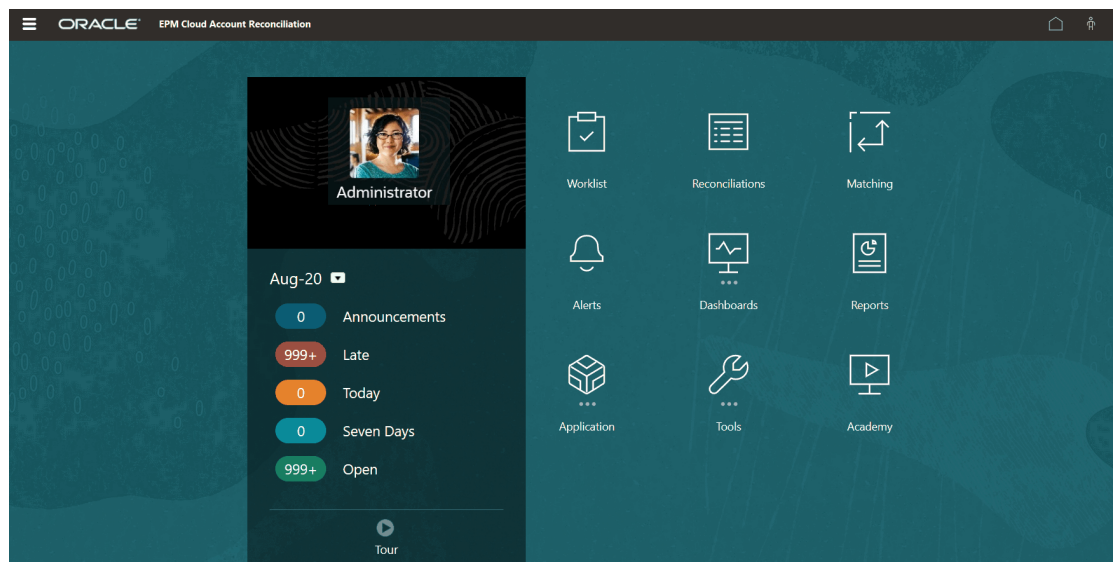 ORACLE EPM Cloud Account Reconciliation
Administrator
Aug-20
0 Announcements
999+ Late
0 Today
0 Seven Days
999+ Open
Tour
Worklist Reconciliations Matching
Alerts Dashboards Reports
Application Tools Academy